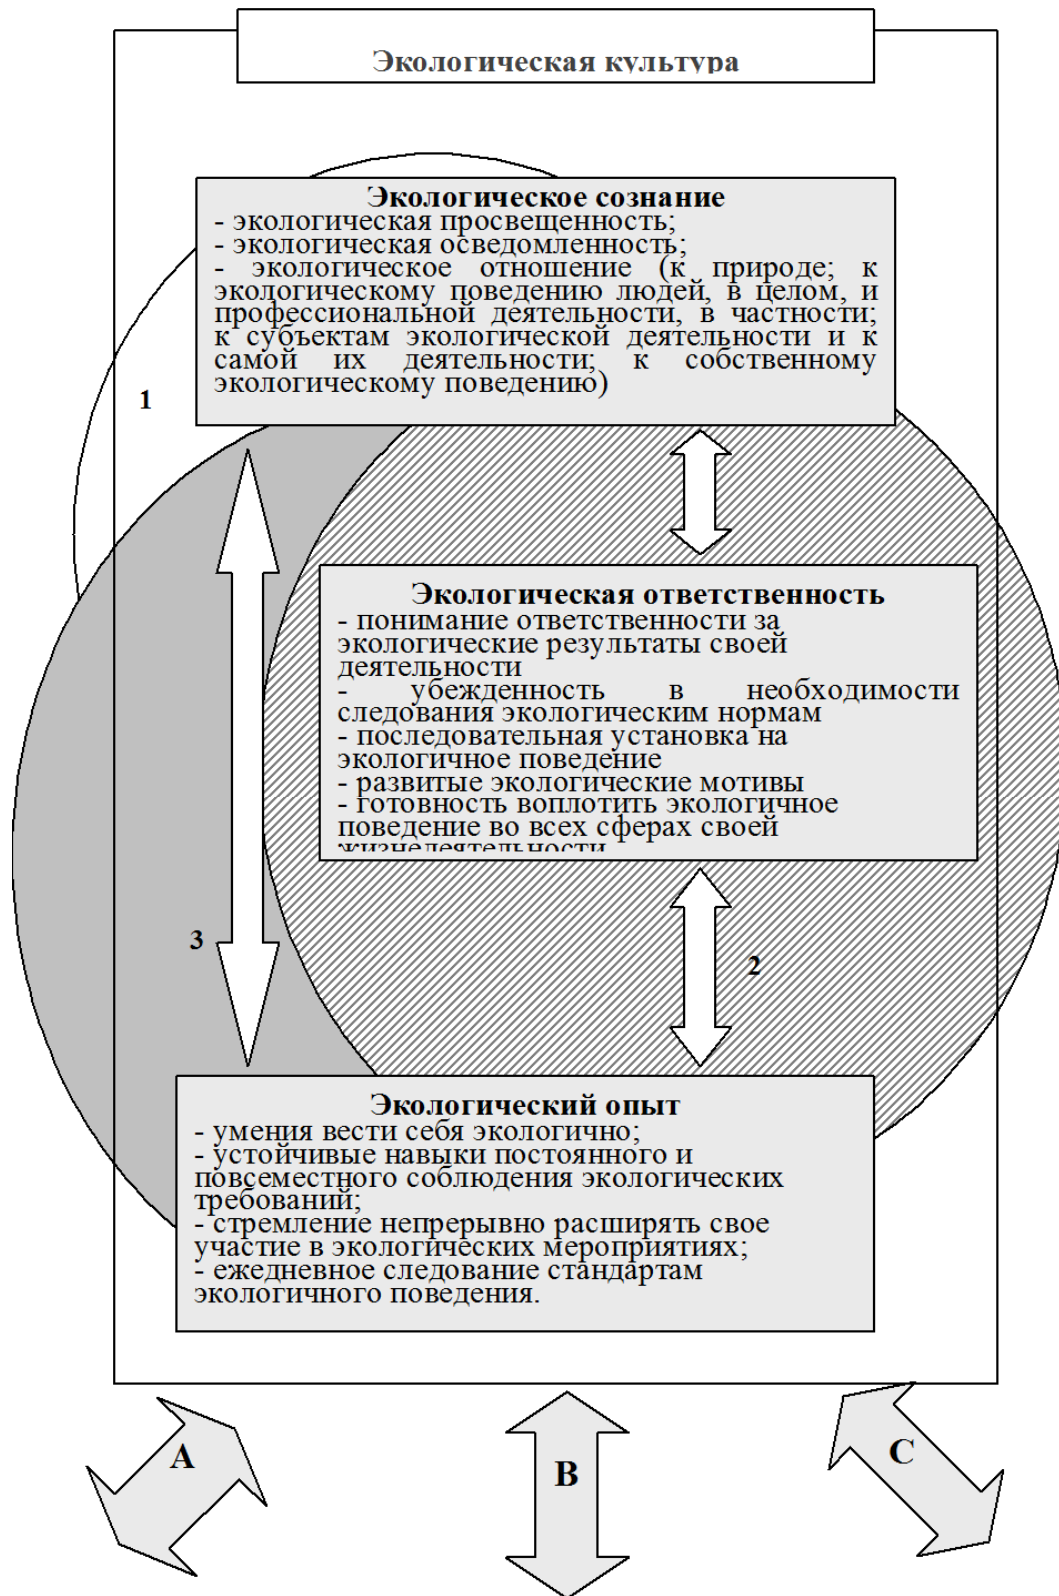 Экологическая культура
Экологическое сознание
- экологическая просвещенность;
- экологическая осведомленность;
- экологическое отношение (к природе; к
экологическому поведению людей, в целом, и
профессиональной деятельности, в частности;
к субъектам экологической деятельности и к
самой их деятельности; к собственному
экологическому поведению)
1
Экологическая ответственность
- понимание ответственности за
экологические результаты своей
деятельности
- убежденность в необходимости
следования экологическим нормам
- последовательная установка на
экологичное поведение
- развитые экологические мотивы
- готовность воплотить экологичное
поведение во всех сферах своей
жизнедеятельности
3
2
Экологический опыт
- умения вести себя экологично;
- устойчивые навыки постоянного и
повсеместного соблюдения экологических
требований;
- стремление непрерывно расширять свое
участие в экологических мероприятиях;
- ежедневное следование стандартам
экологичного поведения.
A
B
C